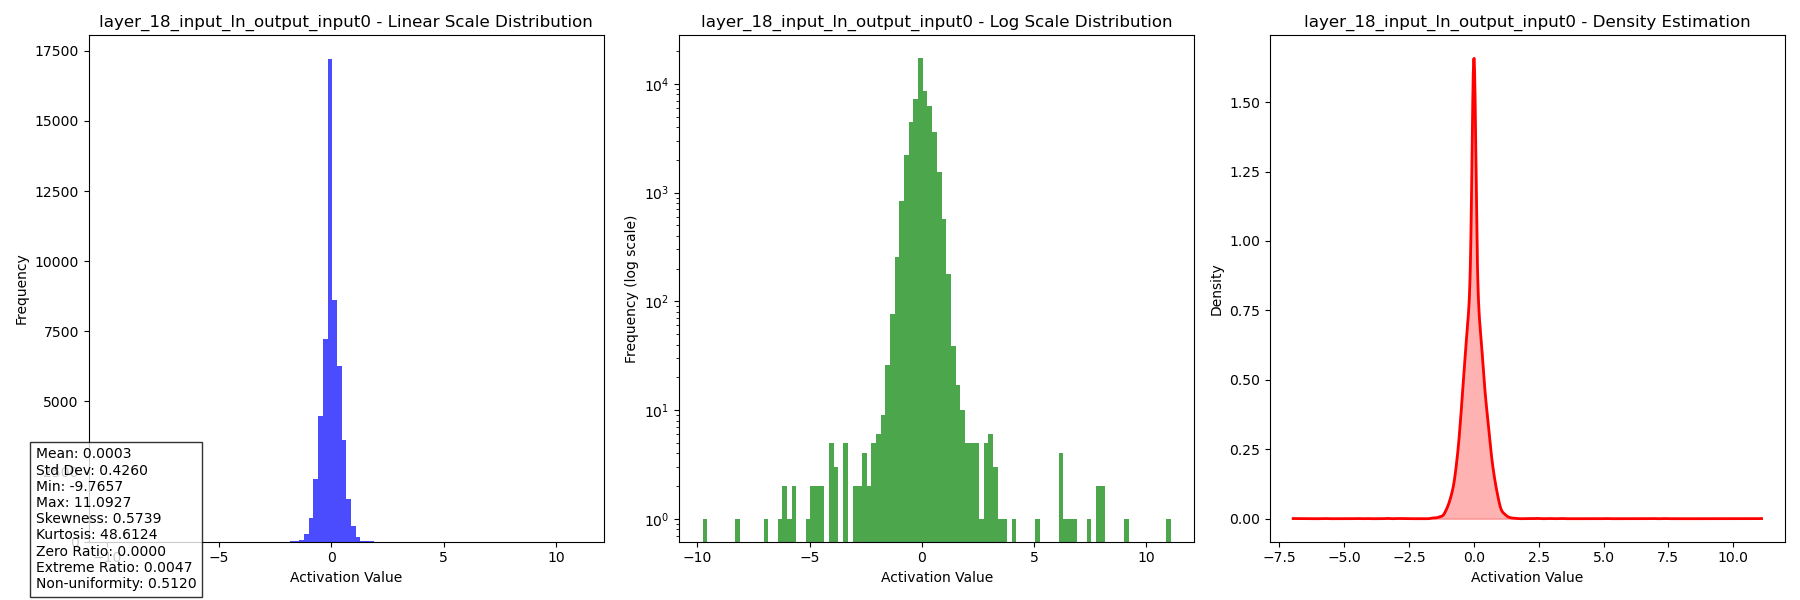 layer_18_input_ln_output_input0 - Linear Scale Distribution
17500
15000
12500
10000
7500
5000
Frequency
−5
0
5
10
Activation Value
Mean: 0.0003
Std Dev: 0.4260
Min: -9.7657
Max: 11.0927
Skewness: 0.5739
Kurtosis: 48.6124
Zero Ratio: 0.0000
Extreme Ratio: 0.0047
Non-uniformity: 0.5120
layer_18_input_ln_output_input0 - Log Scale Distribution
10⁴
10³
10²
10¹
10⁰
Frequency (log scale)
−10
−5
0
5
10
Activation Value
layer_18_input_ln_output_input0 - Density Estimation
1.50
1.25
1.00
0.75
0.50
0.25
0.00
Density
−7.5
−5.0
−2.5
0.0
2.5
5.0
7.5
10.0
Activation Value